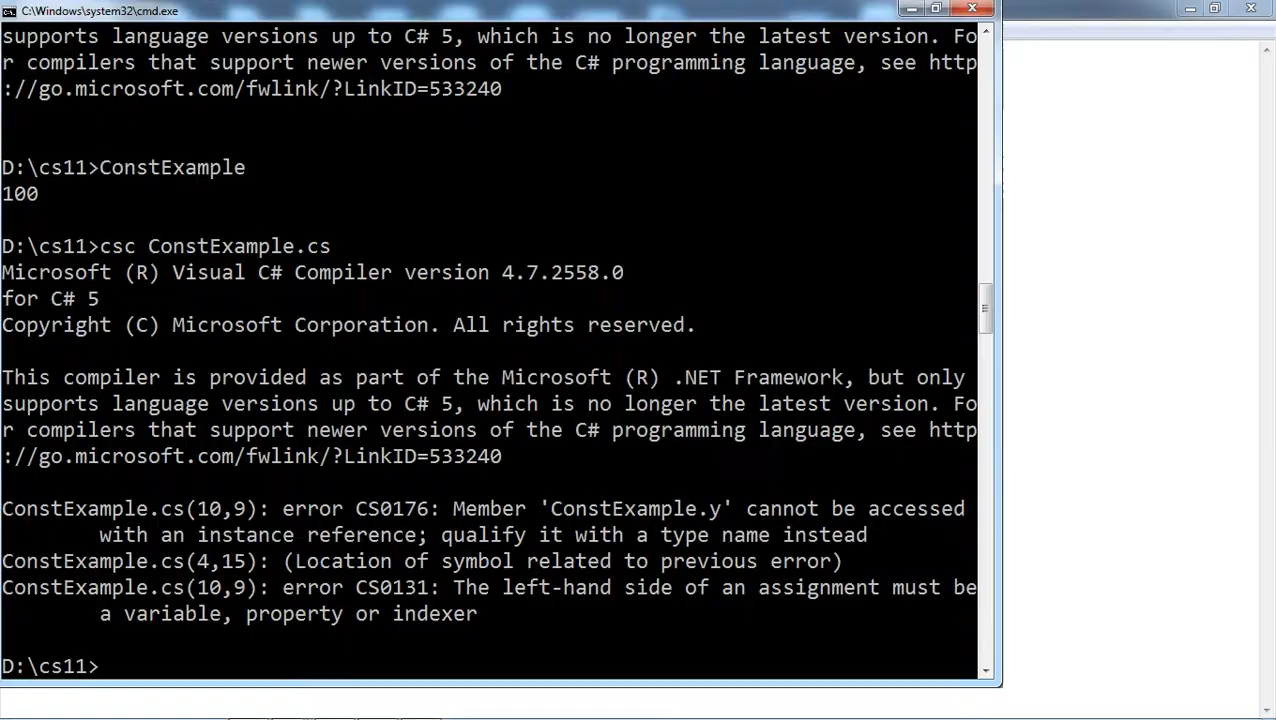 C:\Windows\system32\cmd.exe
supports language versions up to C# 5, which is no longer the latest version. Fo
r compilers that support newer versions of the C# programming language, see http
://go.microsoft.com/fwlink/?LinkID=533240
D:\cs11>ConstExample
100
D:\cs11>csc ConstExample.cs
Microsoft (R) Visual C# Compiler version 4.7.2558.0
for C# 5
Copyright (C) Microsoft Corporation. All rights reserved.
This compiler is provided as part of the Microsoft (R) .NET Framework, but only
supports language versions up to C# 5, which is no longer the latest version. Fo
r compilers that support newer versions of the C# programming language, see http
://go.microsoft.com/fwlink/?LinkID=533240
ConstExample.cs(10,9): error CS0176: Member 'ConstExample.y' cannot be accessed
with an instance reference; qualify it with a type name instead
ConstExample.cs(4,15): (Location of symbol related to previous error)
ConstExample.cs(10,9): error CS0131: The left-hand side of an assignment must be
a variable, property or indexer
D:\cs11>